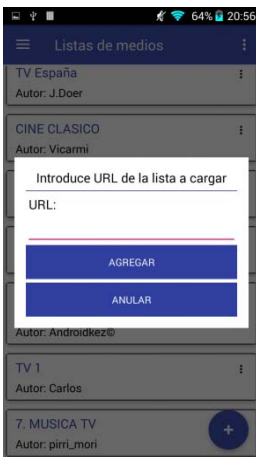 64% 20:56
Listas de medios
TV España
Autor: J.Doer
CINE CLASICO
Autor: Vicarmi
Introduce URL de la lista a cargar
URL:
AGREGAR
ANULAR
Autor: Androidkez©
TV 1
Autor: Carlos
7. MUSICA TV
Autor: pirri_mori
+